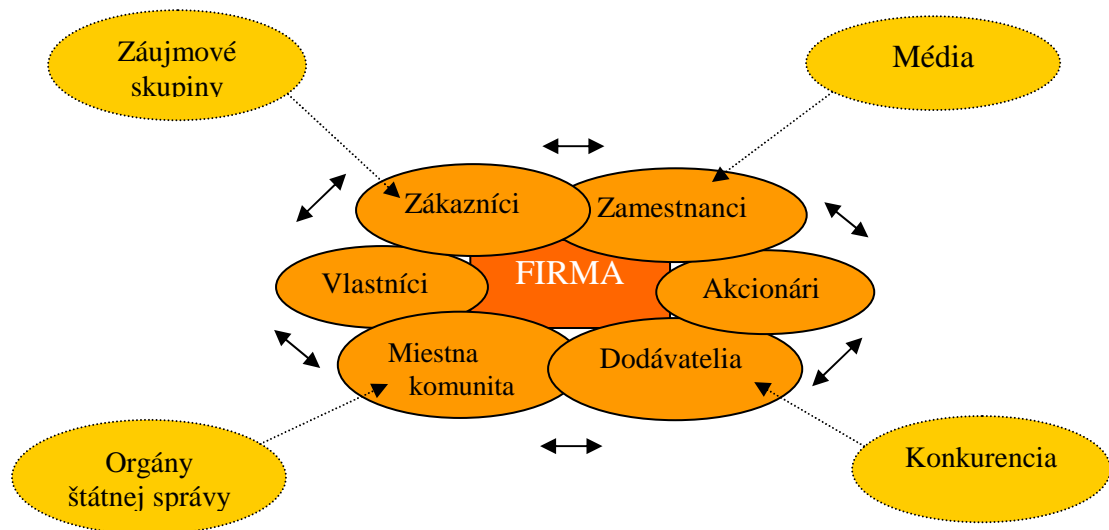 Záujmové
skupiny
Média
Zákazníci
Zamestnanci
Vlastníci
FIRMA
Akcionári
Miestna
komunita
Dodávatelia
Orgány
štátnej správy
Konkurencia